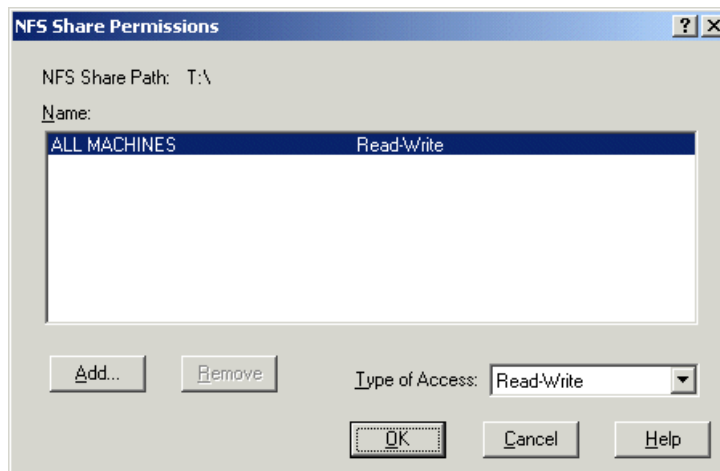 NFS Share Permissions ? X
NFS Share Path: T:\
Name:
ALL MACHINES Read-Write
Add... Remove Type of Access: Read-Write
OK Cancel Help